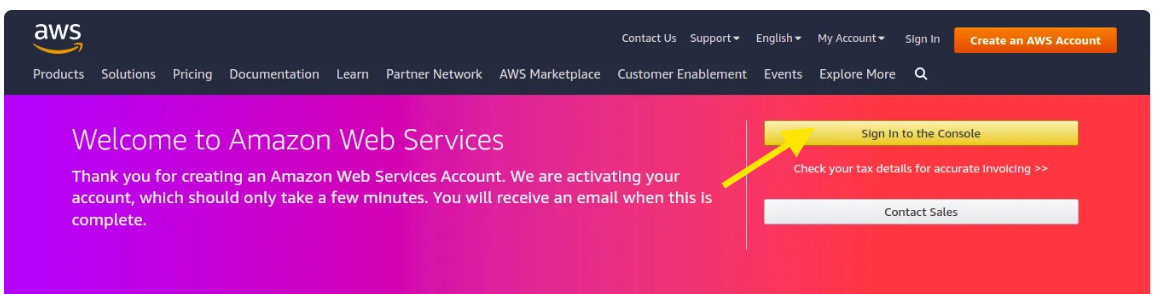 aws
Contact Us Support English My Account Sign In Create an AWS Account
Products Solutions Pricing Documentation Learn Partner Network AWS Marketplace Customer Enablement Events Explore More
Welcome to Amazon Web Services
Thank you for creating an Amazon Web Services Account. We are activating your
account, which should only take a few minutes. You will receive an email when this is
complete.
Sign In to the Console
Check your tax details for accurate invoicing >>
Contact Sales